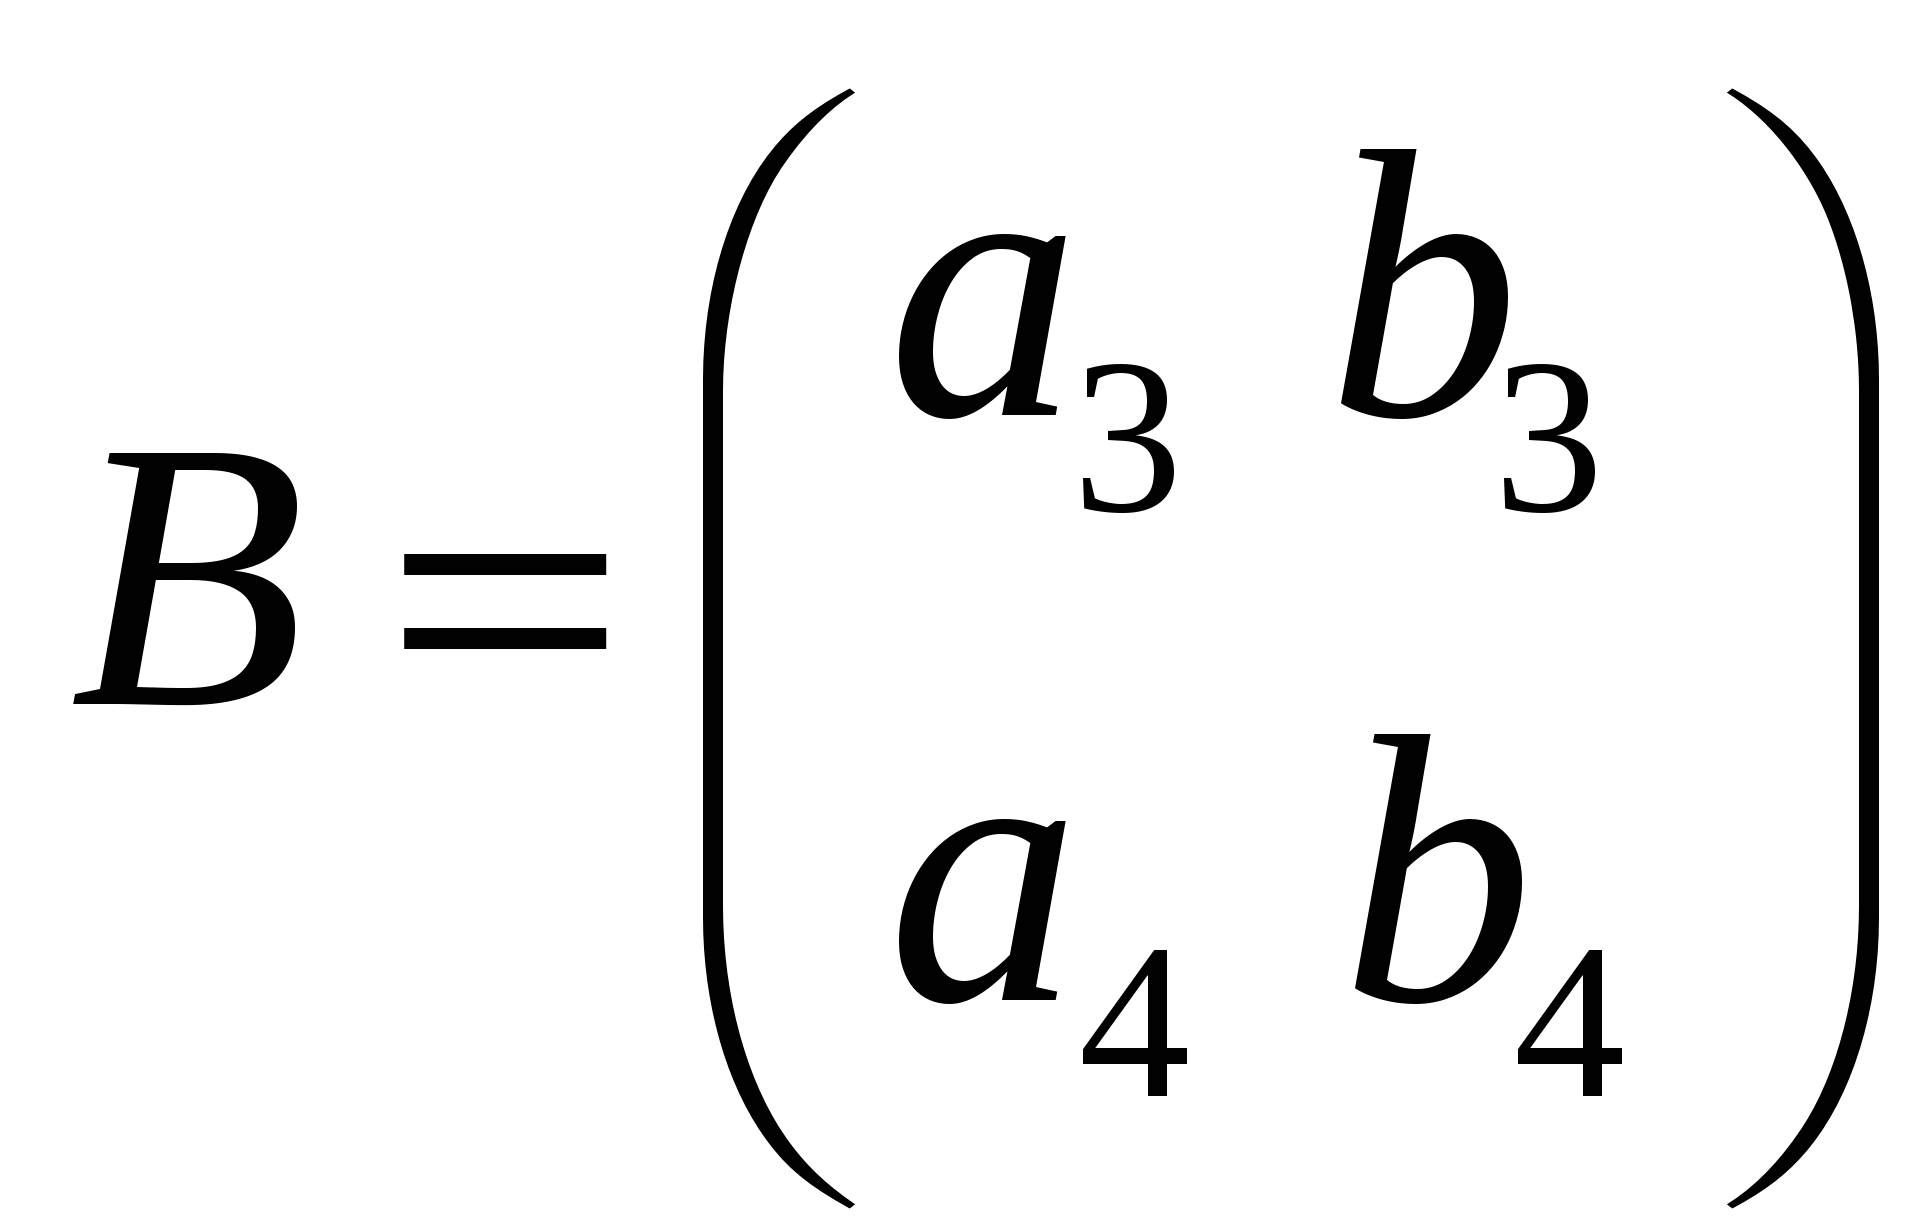 a₃ b₃
B =
a₄ b₄